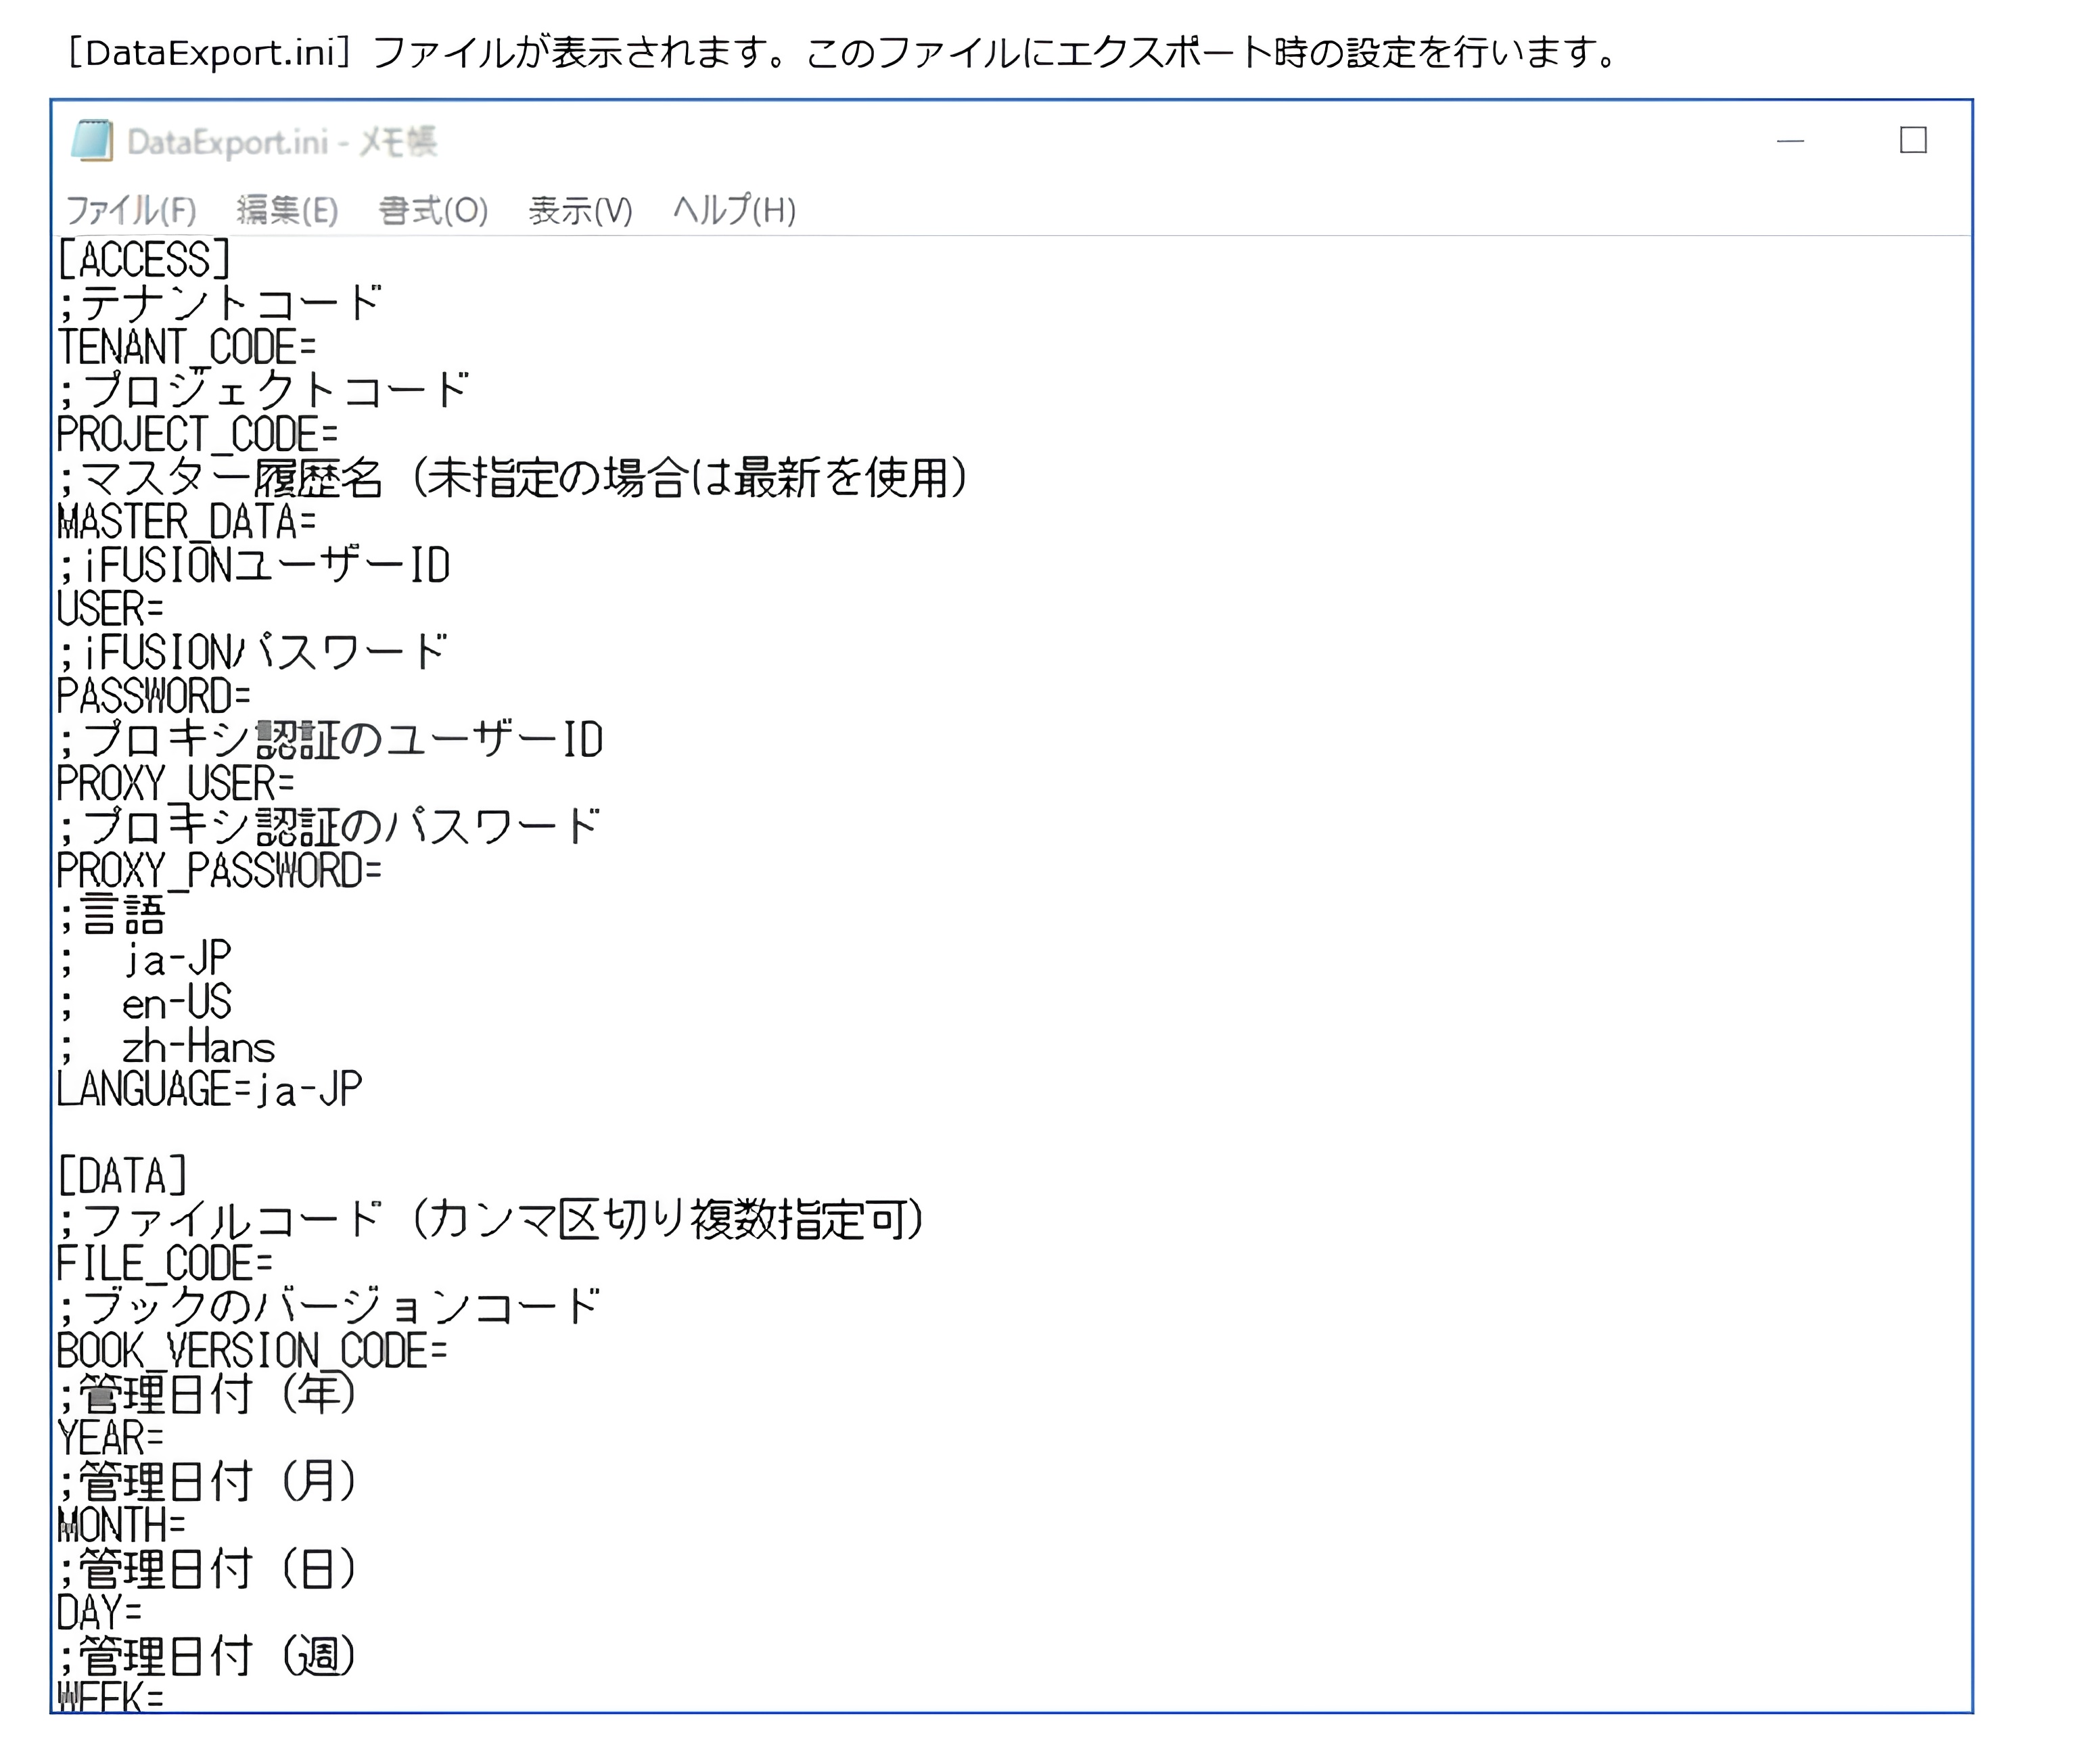 ［DataExport.ini］ファイルが表示されます。このファイルにエクスポート時の設定を行います。
DataExport.ini - メモ帳
ファイル(F) 編集(E) 書式(O) 表示(V) ヘルプ(H)
[ACCESS]
;テナントコード
TENANT_CODE=
;プロジェクトコード
PROJECT_CODE=
;マスター履歴名（未指定の場合は最新を使用）
MASTER_DATA=
;iFUSIONユーザーID
USER=
;iFUSIONパスワード
PASSWORD=
;プロキシ認証のユーザーID
PROXY_USER=
;プロキシ認証のパスワード
PROXY_PASSWORD=
;言語
;  ja-JP
;  en-US
;  zh-Hans
LANGUAGE=ja-JP
[DATA]
;ファイルコード（カンマ区切り複数指定可）
FILE_CODE=
;ブックのバージョンコード
BOOK_VERSION_CODE=
;管理日付（年）
YEAR=
;管理日付（月）
MONTH=
;管理日付（日）
DAY=
;管理日付（週）
WEEK=